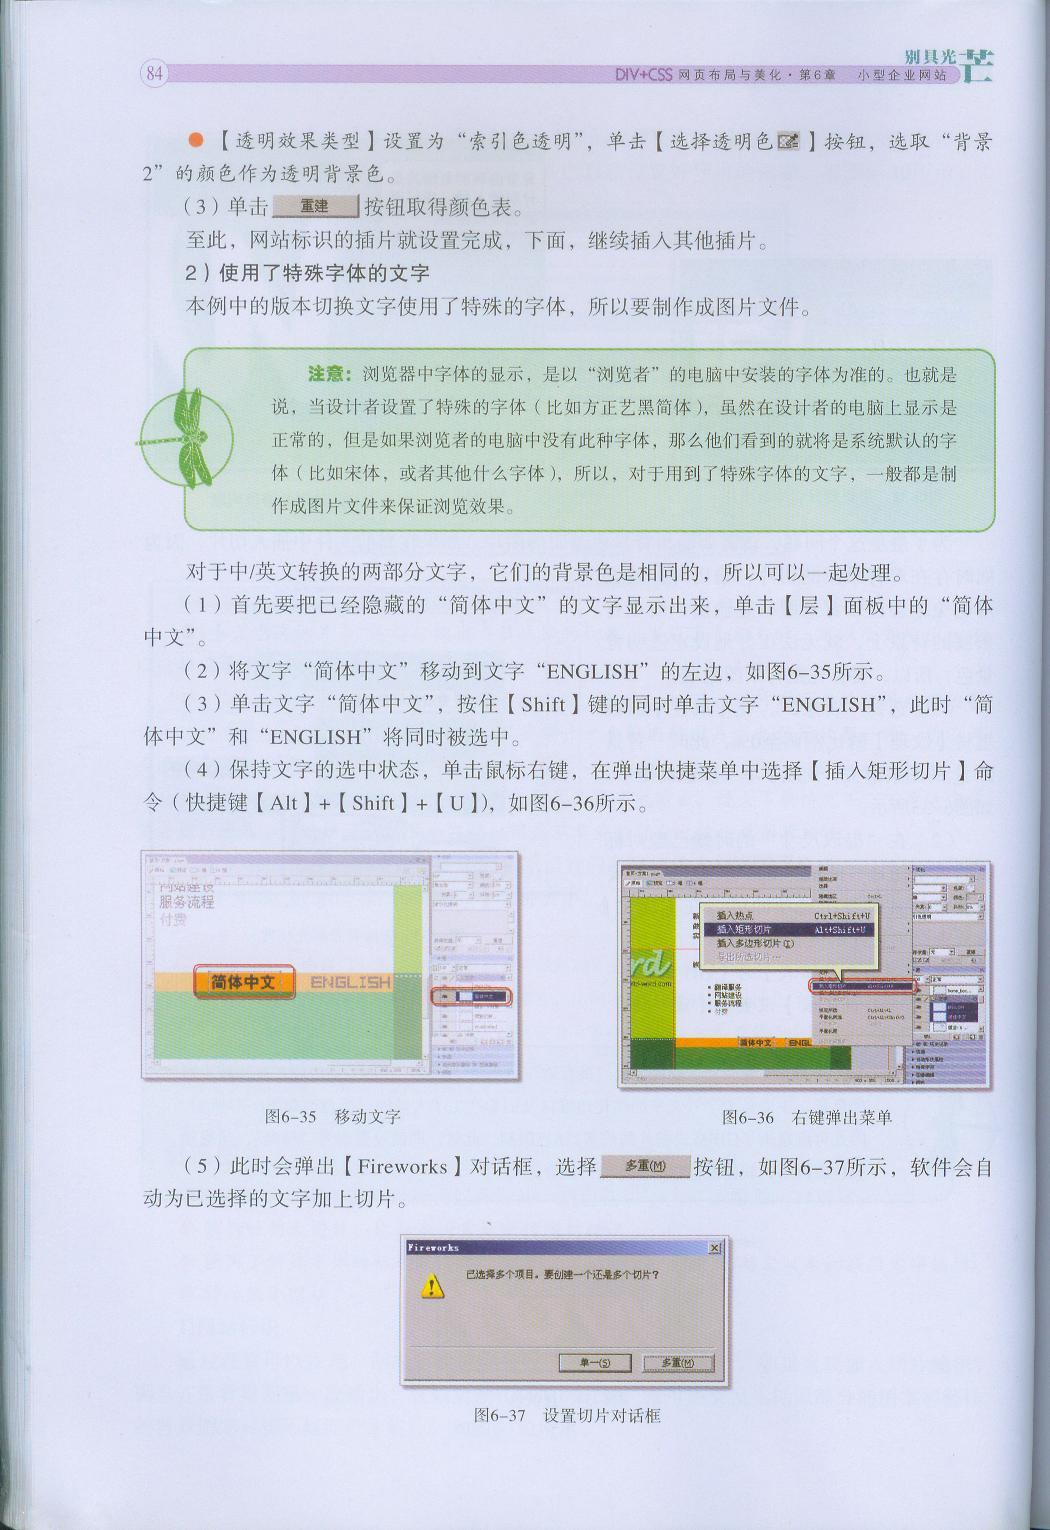 84
别具光芒
DIV+CSS 网页布局与美化·第6章 小型企业网站
●【透明效果类型】设置为“索引色透明”，单击【选择透明色】按钮，选取“背景
2”的颜色作为透明背景色。
（3）单击 重建 按钮取得颜色表。
至此，网站标识的插片就设置完成，下面，继续插入其他插片。
2）使用了特殊字体的文字
本例中的版本切换文字使用了特殊的字体，所以要制作成图片文件。
注意：浏览器中字体的显示，是以“浏览者”的电脑中安装的字体为准的。也就是
说，当设计者设置了特殊的字体（比如方正艺黑简体），虽然在设计者的电脑上显示是
正常的，但是如果浏览者的电脑中没有此种字体，那么他们看到的就将是系统默认的字
体（比如宋体，或者其他什么字体），所以，对于用到了特殊字体的文字，一般都是制
作成图片文件来保证浏览效果。
对于中/英文转换的两部分文字，它们的背景色是相同的，所以可以一起处理。
（1）首先要把已经隐藏的“简体中文”的文字显示出来，单击【层】面板中的“简体
中文”。
（2）将文字“简体中文”移动到文字“ENGLISH”的左边，如图6-35所示。
（3）单击文字“简体中文”，按住【Shift】键的同时单击文字“ENGLISH”，此时“简
体中文”和“ENGLISH”将同时被选中。
（4）保持文字的选中状态，单击鼠标右键，在弹出快捷菜单中选择【插入矩形切片】命
令（快捷键【Alt】+【Shift】+【U】），如图6-36所示。
网站建设
服务流程
付费
简体中文 ENGLISH
插入热点 Ctrl+Shift+U
插入矩形切片 Alt+Shift+U
插入多边形切片(I)
导出所选切片…
rd
翻译服务
网站建设
服务流程
付费
简体中文 ENGL
图6-35 移动文字
图6-36 右键弹出菜单
（5）此时会弹出【Fireworks】对话框，选择 多重(M) 按钮，如图6-37所示，软件会自
动为已选择的文字加上切片。
Fireworks
已选择多个项目。要创建一个还是多个切片？
单一(S) 多重(M)
图6-37 设置切片对话框